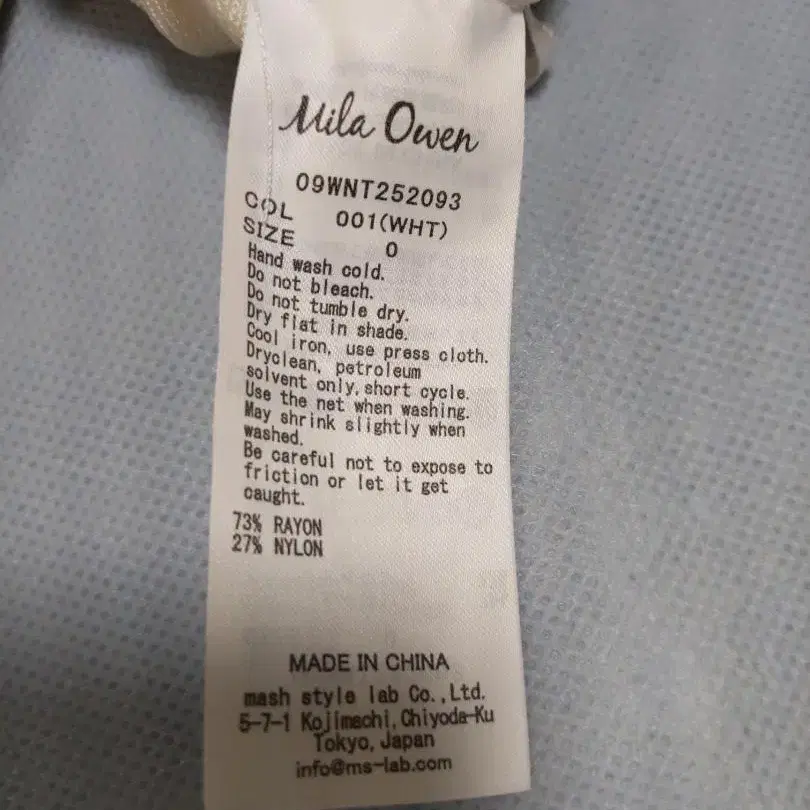 Mila Owen
09WNT252093
COL 001(WHT)
SIZE 0
Hand wash cold.
Do not bleach.
Do not tumble dry.
Dry flat in shade.
Cool iron, use press cloth.
Dryclean, petroleum
solvent only, short cycle.
Use the net when washing.
May shrink slightly when
washed.
Be careful not to expose to
friction or let it get
caught.
73% RAYON
27% NYLON
MADE IN CHINA
mash style lab Co.,Ltd.
5-7-1 Kojimachi,Chiyoda-Ku
Tokyo,Japan
info@ms-lab.com